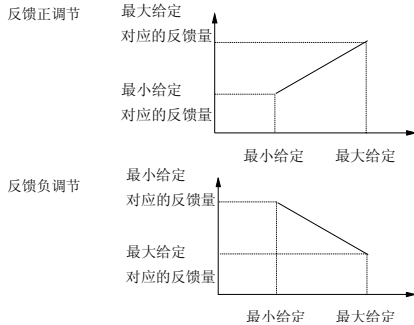 反馈正调节
最大给定
对应的反馈量
最小给定
对应的反馈量
最小给定 最大给定
反馈负调节
最小给定
对应的反馈量
最大给定
对应的反馈量
最小给定 最大给定